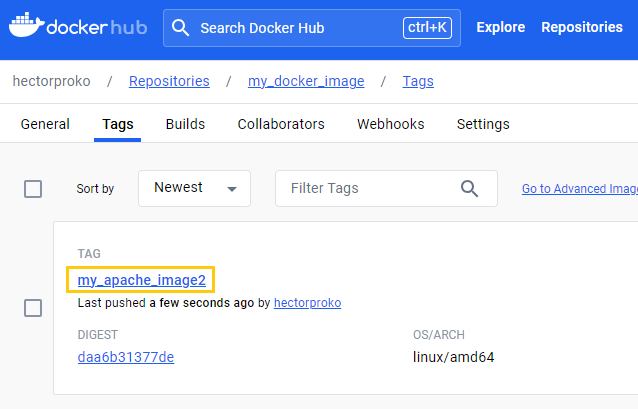 dockerhub Search Docker Hub ctrl+K Explore Repositories
hectorproko / Repositories / my_docker_image / Tags
General Tags Builds Collaborators Webhooks Settings
Sort by Newest Filter Tags Go to Advanced Imag
TAG
my_apache_image2
Last pushed a few seconds ago by hectorproko
DIGEST OS/ARCH
daa6b31377de linux/amd64